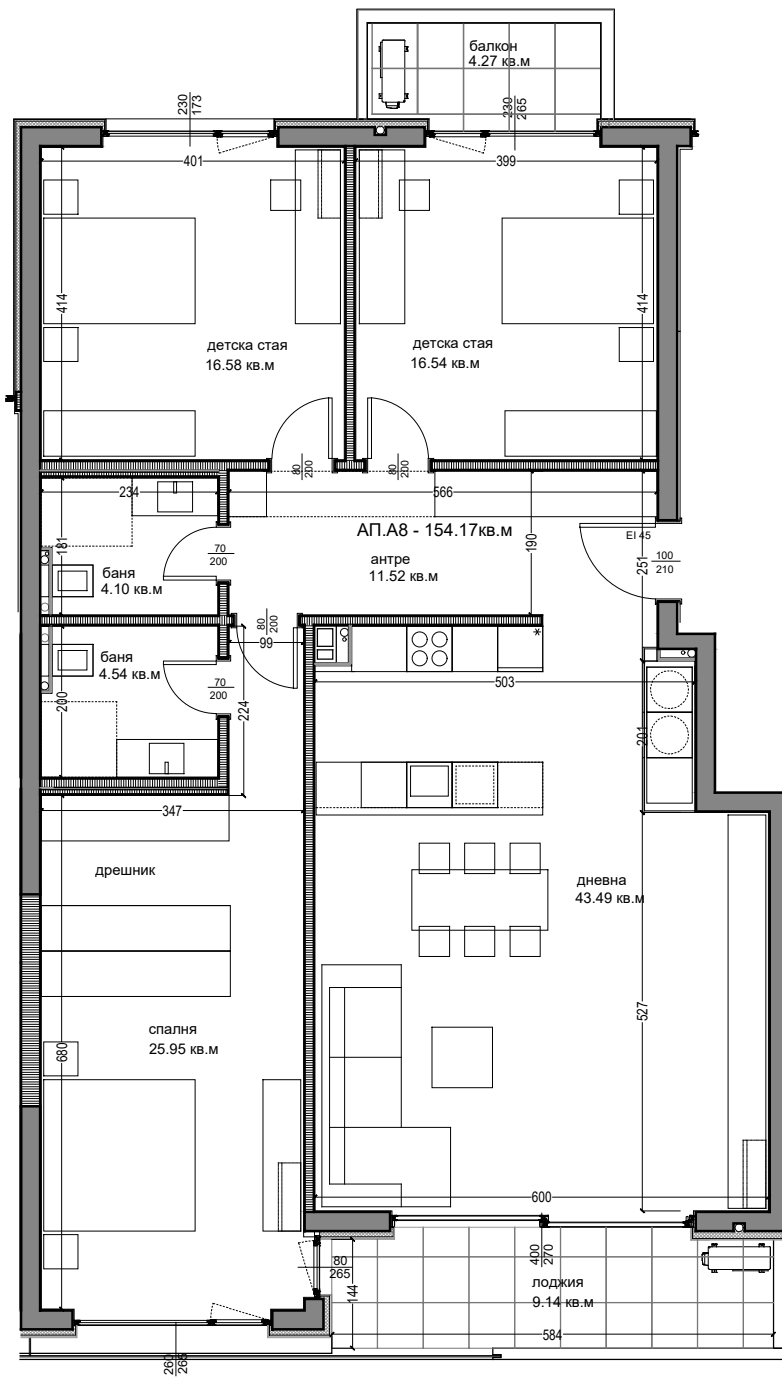 балкон
4.27 кв.м
230
173
230
265
401
399
414
414
детска стая
16.58 кв.м
детска стая
16.54 кв.м
80
200
80
200
234
566
АП.А8 - 154.17кв.м
антре
11.52 кв.м
190
EI 45
251
100
210
181
70
200
баня
4.10 кв.м
80
200
99
*
баня
4.54 кв.м
70
200
200
224
503
201
347
дрешник
дневна
43.49 кв.м
527
спалня
25.95 кв.м
680
600
400
270
80
265
144
лоджия
9.14 кв.м
584
260
265